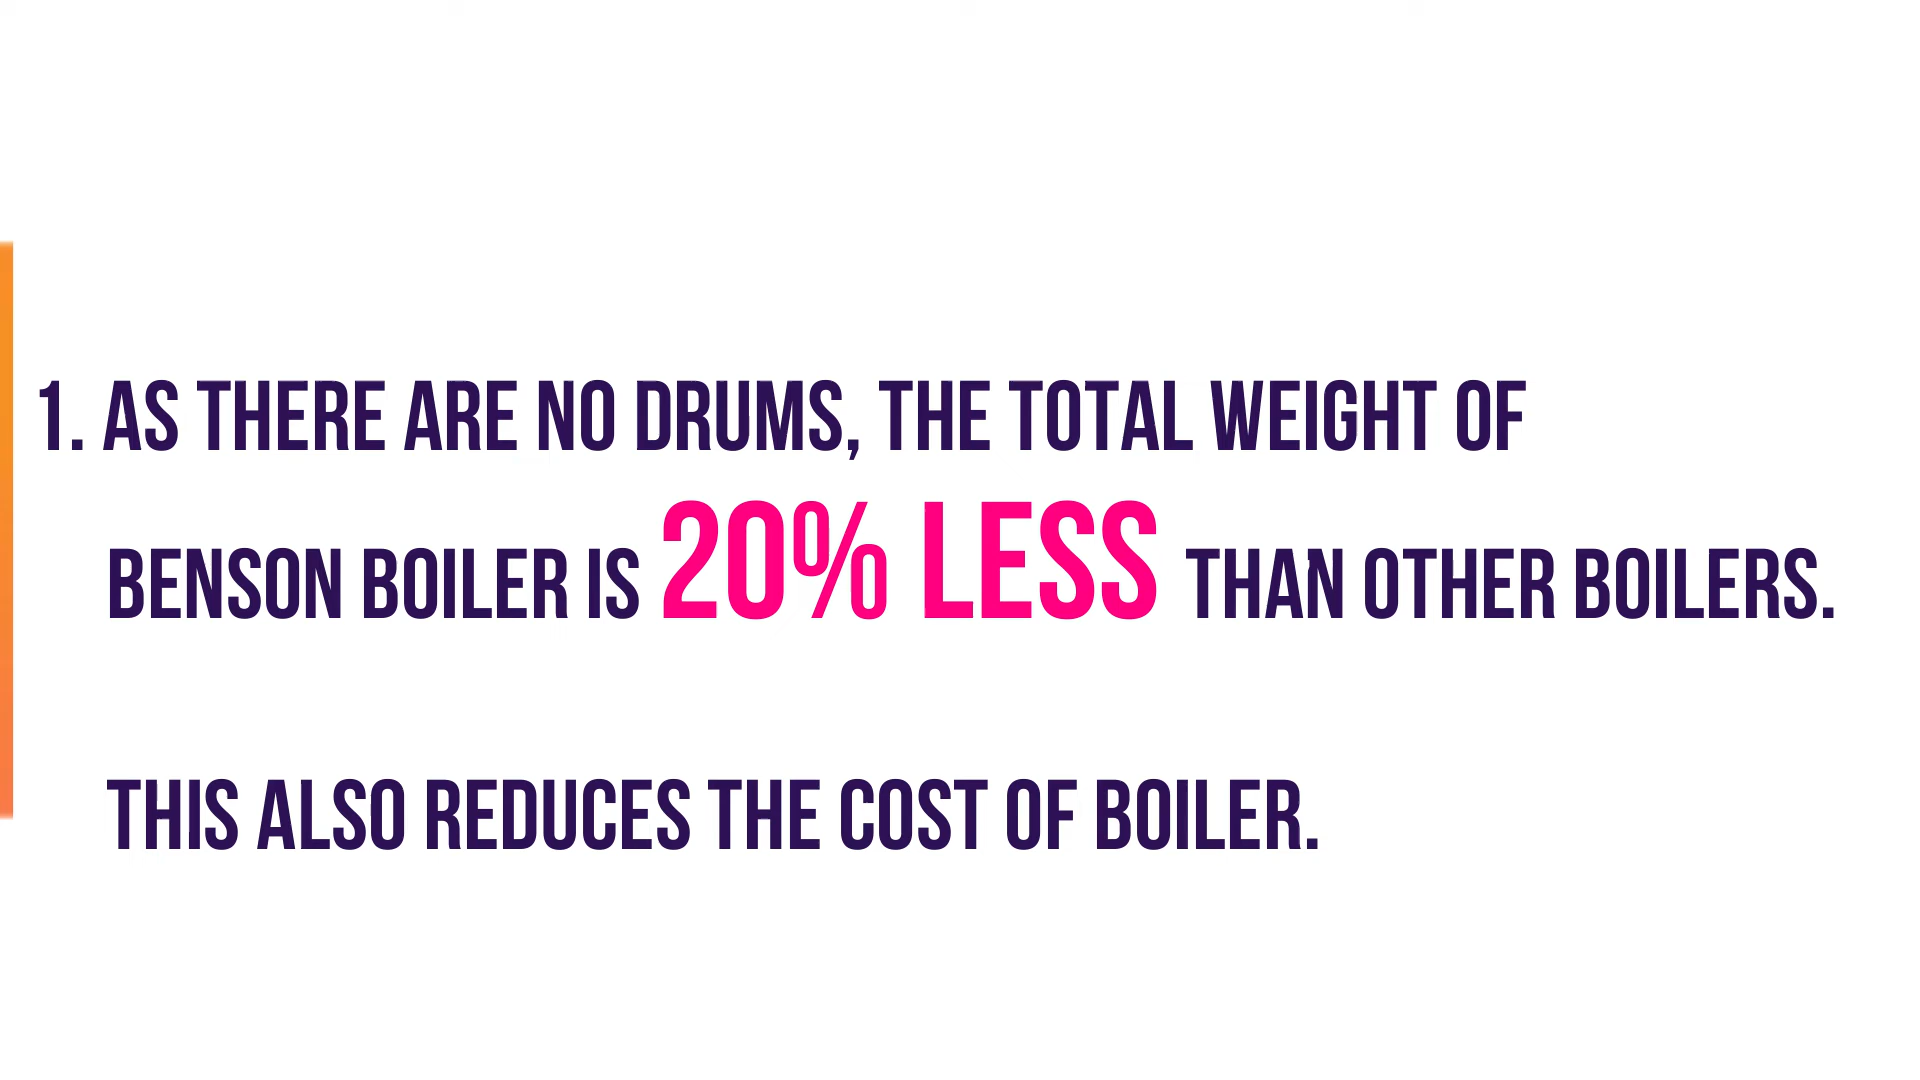 1. AS THERE ARE NO DRUMS, THE TOTAL WEIGHT OF
BENSON BOILER IS 20% LESS THAN OTHER BOILERS.
THIS ALSO REDUCES THE COST OF BOILER.